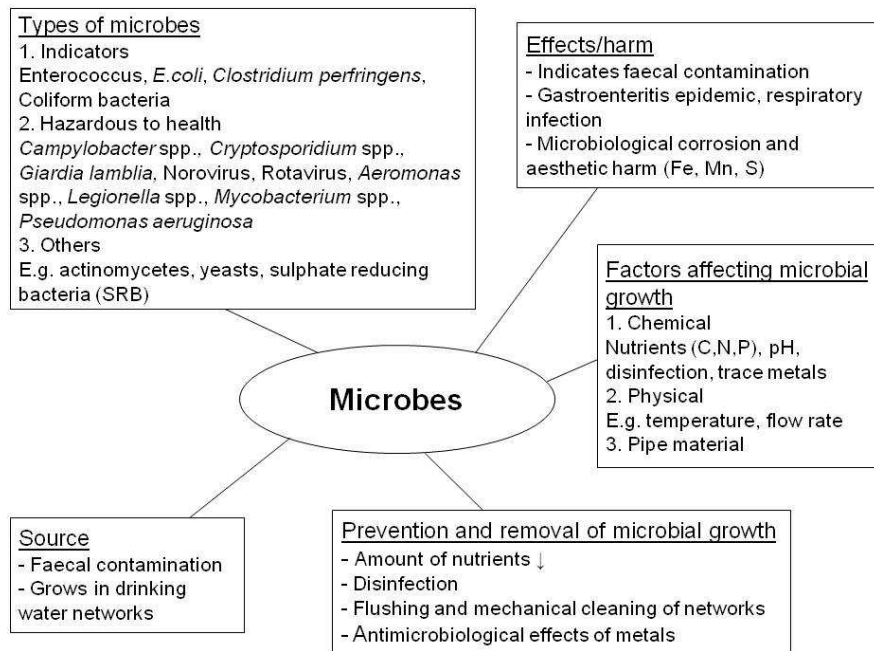 Types of microbes
1. Indicators
Enterococcus, E.coli, Clostridium perfringens,
Coliform bacteria
2. Hazardous to health
Campylobacter spp., Cryptosporidium spp.,
Giardia lamblia, Norovirus, Rotavirus, Aeromonas
spp., Legionella spp., Mycobacterium spp.,
Pseudomonas aeruginosa
3. Others
E.g. actinomycetes, yeasts, sulphate reducing
bacteria (SRB)
Effects/harm
- Indicates faecal contamination
- Gastroenteritis epidemic, respiratory
infection
- Microbiological corrosion and
aesthetic harm (Fe, Mn, S)
Factors affecting microbial
growth
1. Chemical
Nutrients (C,N,P), pH,
disinfection, trace metals
2. Physical
E.g. temperature, flow rate
3. Pipe material
Microbes
Source
- Faecal contamination
- Grows in drinking
water networks
Prevention and removal of microbial growth
- Amount of nutrients ↓
- Disinfection
- Flushing and mechanical cleaning of networks
- Antimicrobiological effects of metals